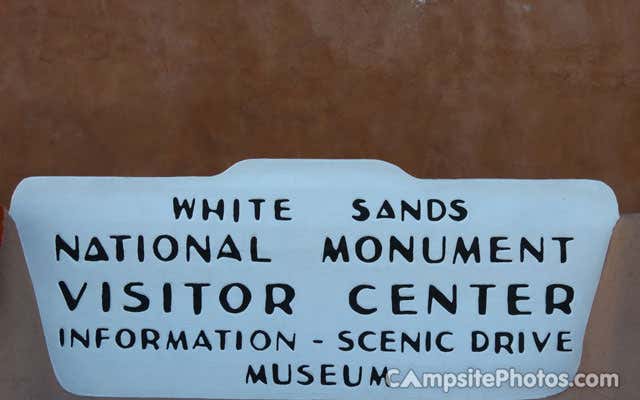 WHITE SANDS
NATIONAL MONUMENT
VISITOR CENTER
INFORMATION - SCENIC DRIVE
MUSEUM
CAmpsitePhotos.com